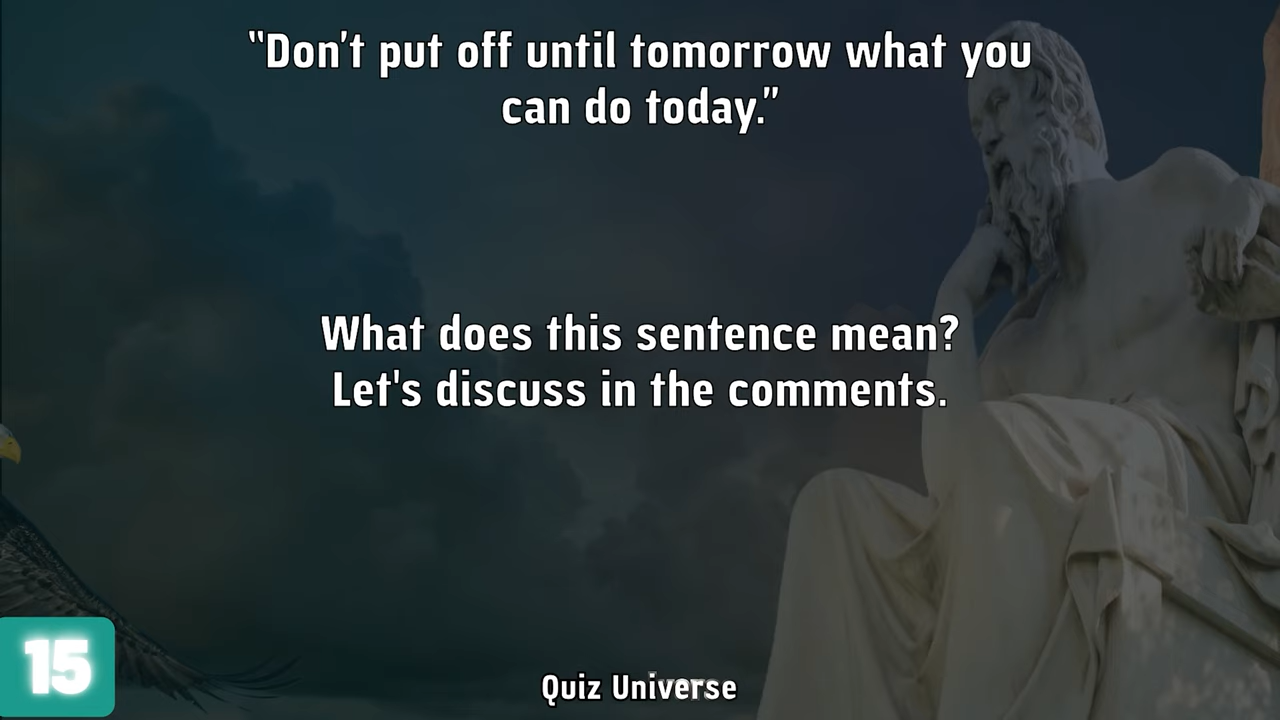 “Don't put off until tomorrow what you
can do today.”
What does this sentence mean?
Let's discuss in the comments.
15
Quiz Universe